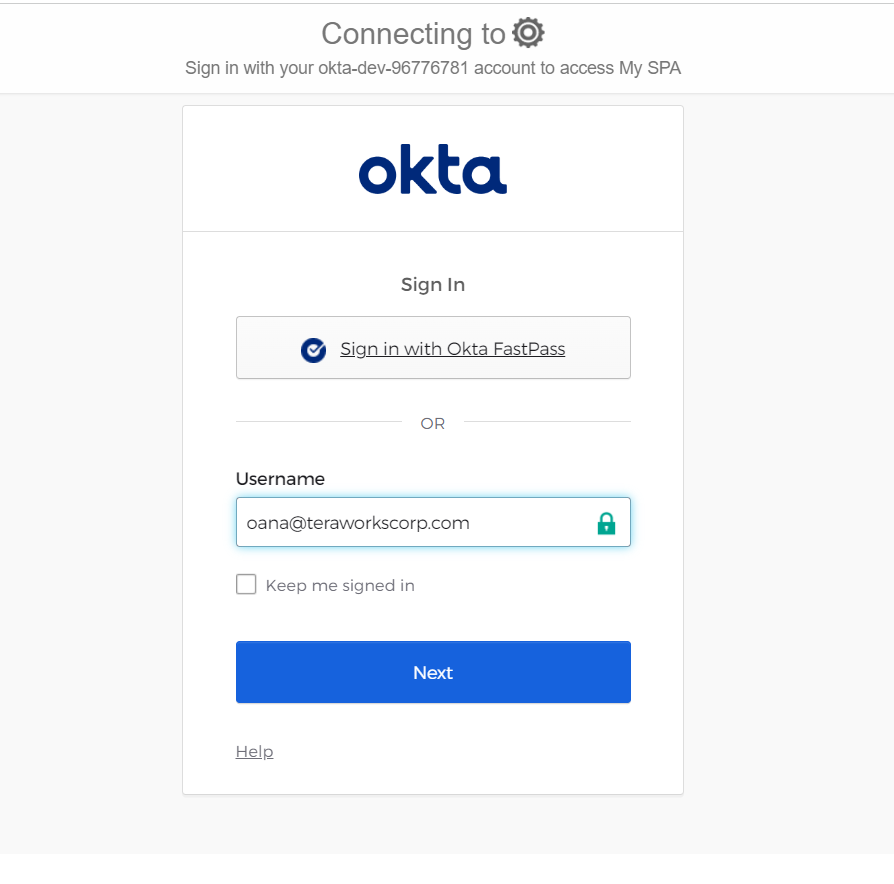 Connecting to
Sign in with your okta-dev-96776781 account to access My SPA
okta
Sign In
Sign in with Okta FastPass
OR
Username
oana@teraworkscorp.com
Keep me signed in
Next
Help